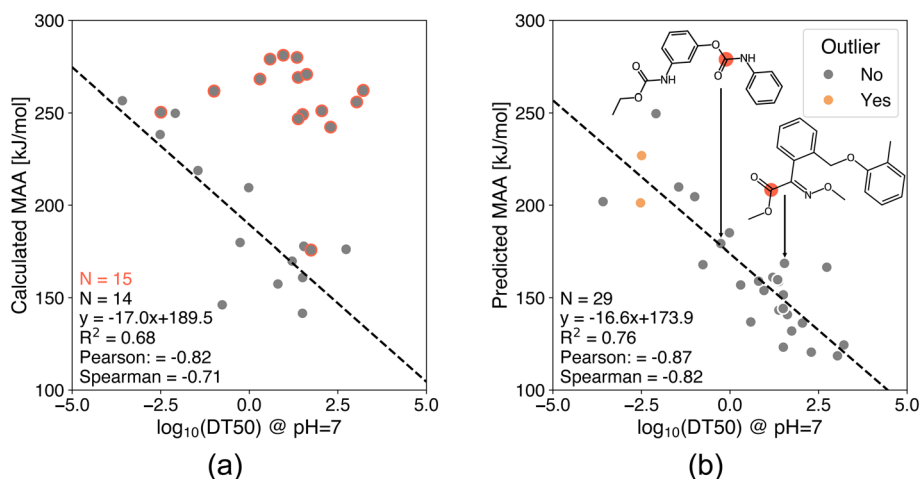 (a)
(b)
300
250
200
150
100
Calculated MAA [kJ/mol]
N = 15
N = 14
y = -17.0x+189.5
R² = 0.68
Pearson: = -0.82
Spearman = -0.71
−5.0 −2.5 0.0 2.5 5.0
log₁₀(DT50) @ pH=7
(a)
300
250
200
150
100
Predicted MAA [kJ/mol]
Outlier
No
Yes
O
O
NH
NH
O
O
O
O
O
N
O
N = 29
y = -16.6x+173.9
R² = 0.76
Pearson: = -0.87
Spearman = -0.82
−5.0 −2.5 0.0 2.5 5.0
log₁₀(DT50) @ pH=7
(b)